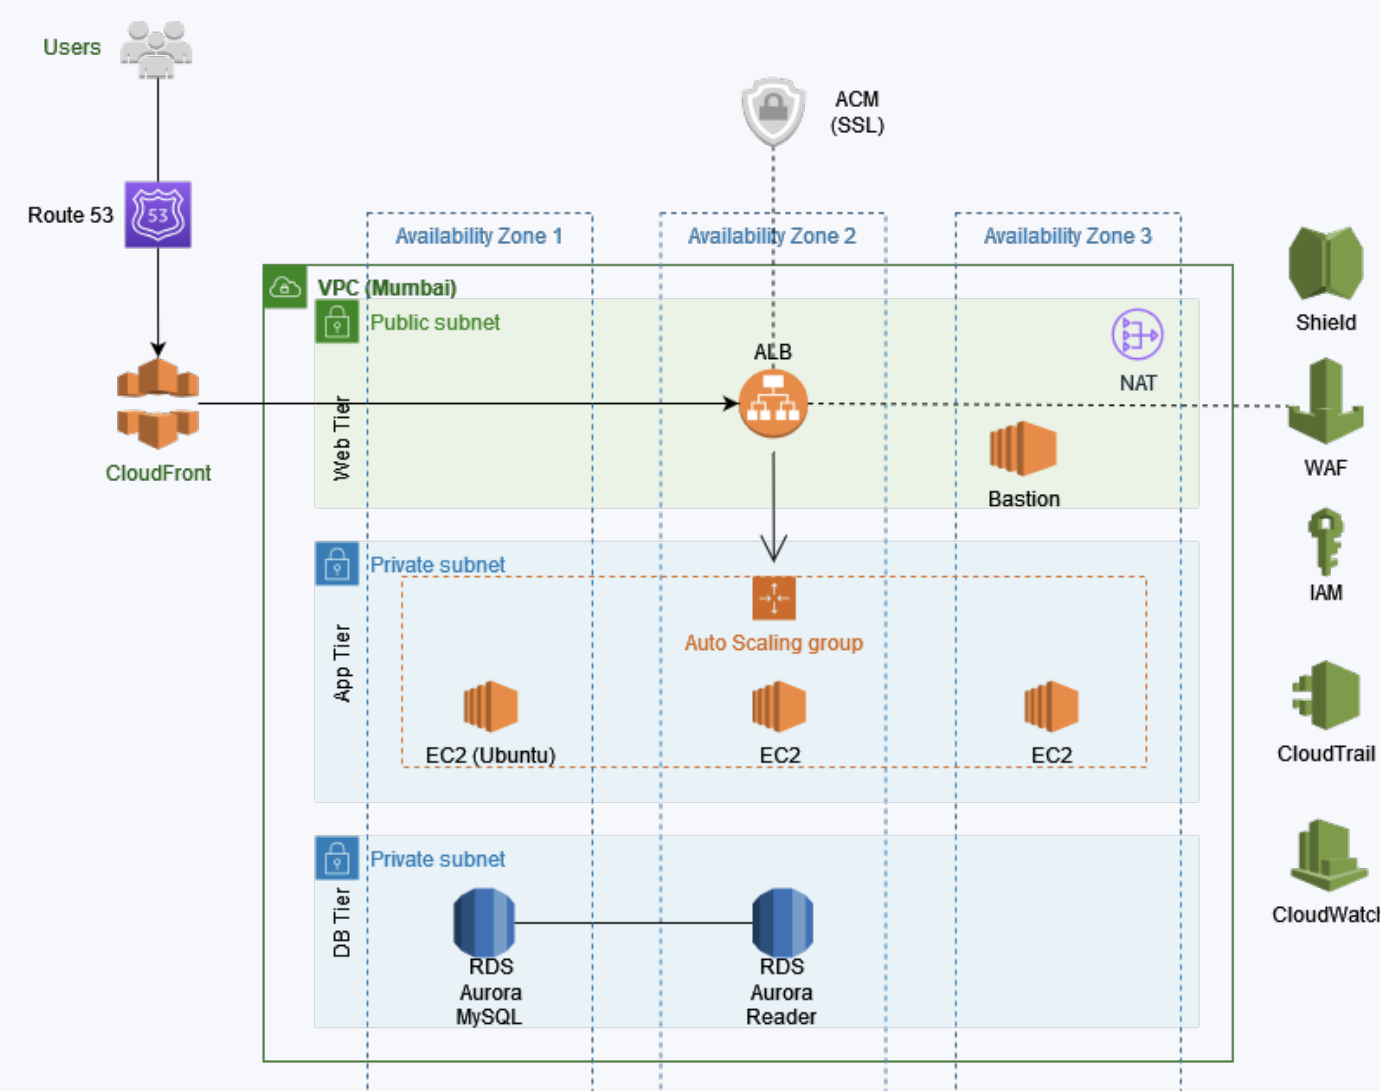 Users
ACM
(SSL)
Route 53
53
Availability Zone 1
Availability Zone 2
Availability Zone 3
VPC (Mumbai)
Public subnet
Shield
ALB
NAT
Web Tier
CloudFront
WAF
Bastion
Private subnet
IAM
App Tier
Auto Scaling group
EC2 (Ubuntu)
EC2
EC2
CloudTrail
Private subnet
DB Tier
CloudWatch
RDS
Aurora
MySQL
RDS
Aurora
Reader